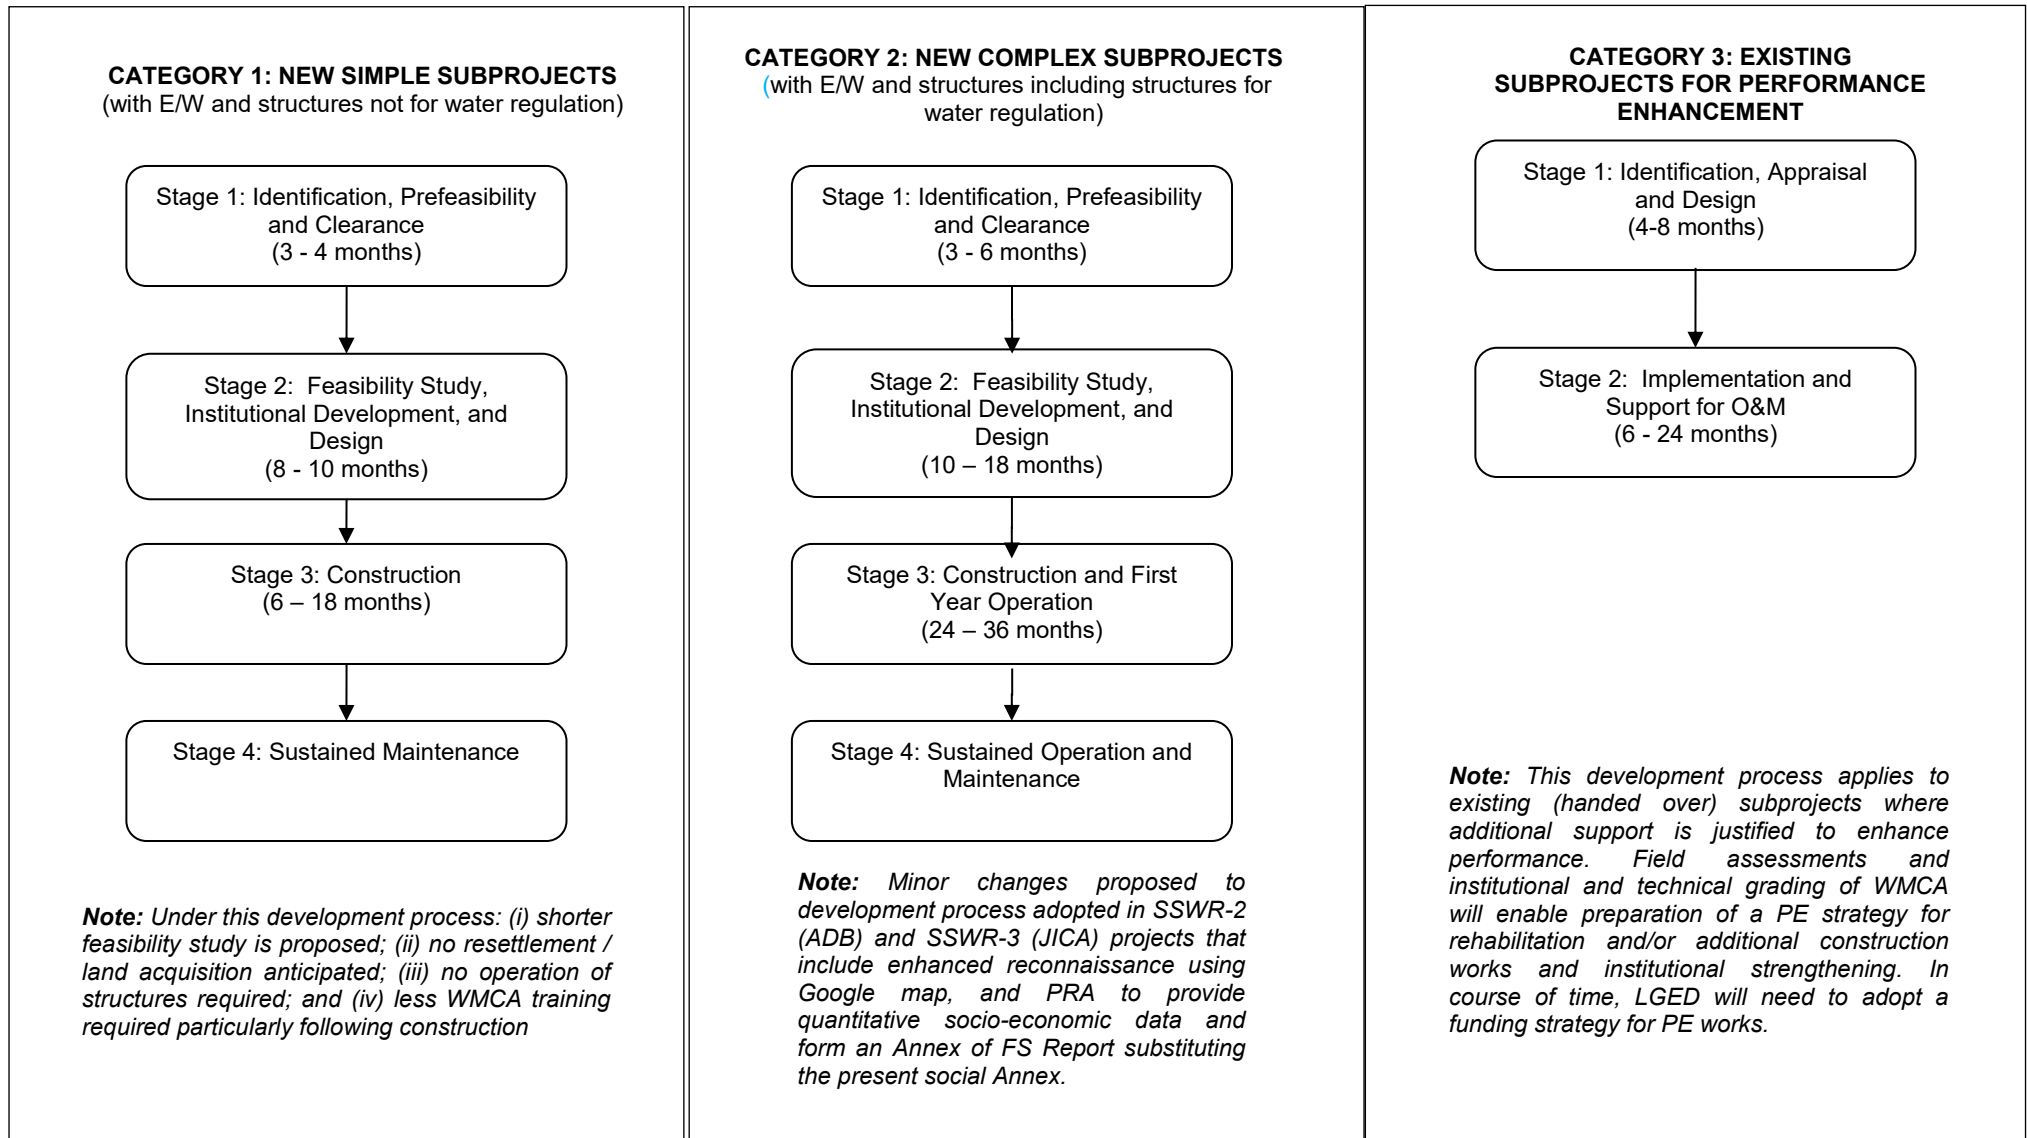 CATEGORY 1: NEW SIMPLE SUBPROJECTS
(with E/W and structures not for water regulation)
Stage 1: Identification, Prefeasibility
and Clearance
(3 - 4 months)
Stage 2:  Feasibility Study,
Institutional Development, and
Design
(8 - 10 months)
Stage 3: Construction
(6 – 18 months)
Stage 4: Sustained Maintenance
Note: Under this development process: (i) shorter
feasibility study is proposed; (ii) no resettlement /
land acquisition anticipated; (iii) no operation of
structures required; and (iv) less WMCA training
required particularly following construction
CATEGORY 2: NEW COMPLEX SUBPROJECTS
(with E/W and structures including structures for
water regulation)
Stage 1: Identification, Prefeasibility
and Clearance
(3 - 6 months)
Stage 2:  Feasibility Study,
Institutional Development, and
Design
(10 – 18 months)
Stage 3: Construction and First
Year Operation
(24 – 36 months)
Stage 4: Sustained Operation and
Maintenance
Note: Minor changes proposed to
development process adopted in SSWR-2
(ADB) and SSWR-3 (JICA) projects that
include enhanced reconnaissance using
Google map, and PRA to provide
quantitative socio-economic data and
form an Annex of FS Report substituting
the present social Annex.
CATEGORY 3: EXISTING
SUBPROJECTS FOR PERFORMANCE
ENHANCEMENT
Stage 1: Identification, Appraisal
and Design
(4-8 months)
Stage 2:  Implementation and
Support for O&M
(6 - 24 months)
Note: This development process applies to
existing (handed over) subprojects where
additional support is justified to enhance
performance. Field assessments and
institutional and technical grading of WMCA
will enable preparation of a PE strategy for
rehabilitation and/or additional construction
works and institutional strengthening. In
course of time, LGED will need to adopt a
funding strategy for PE works.